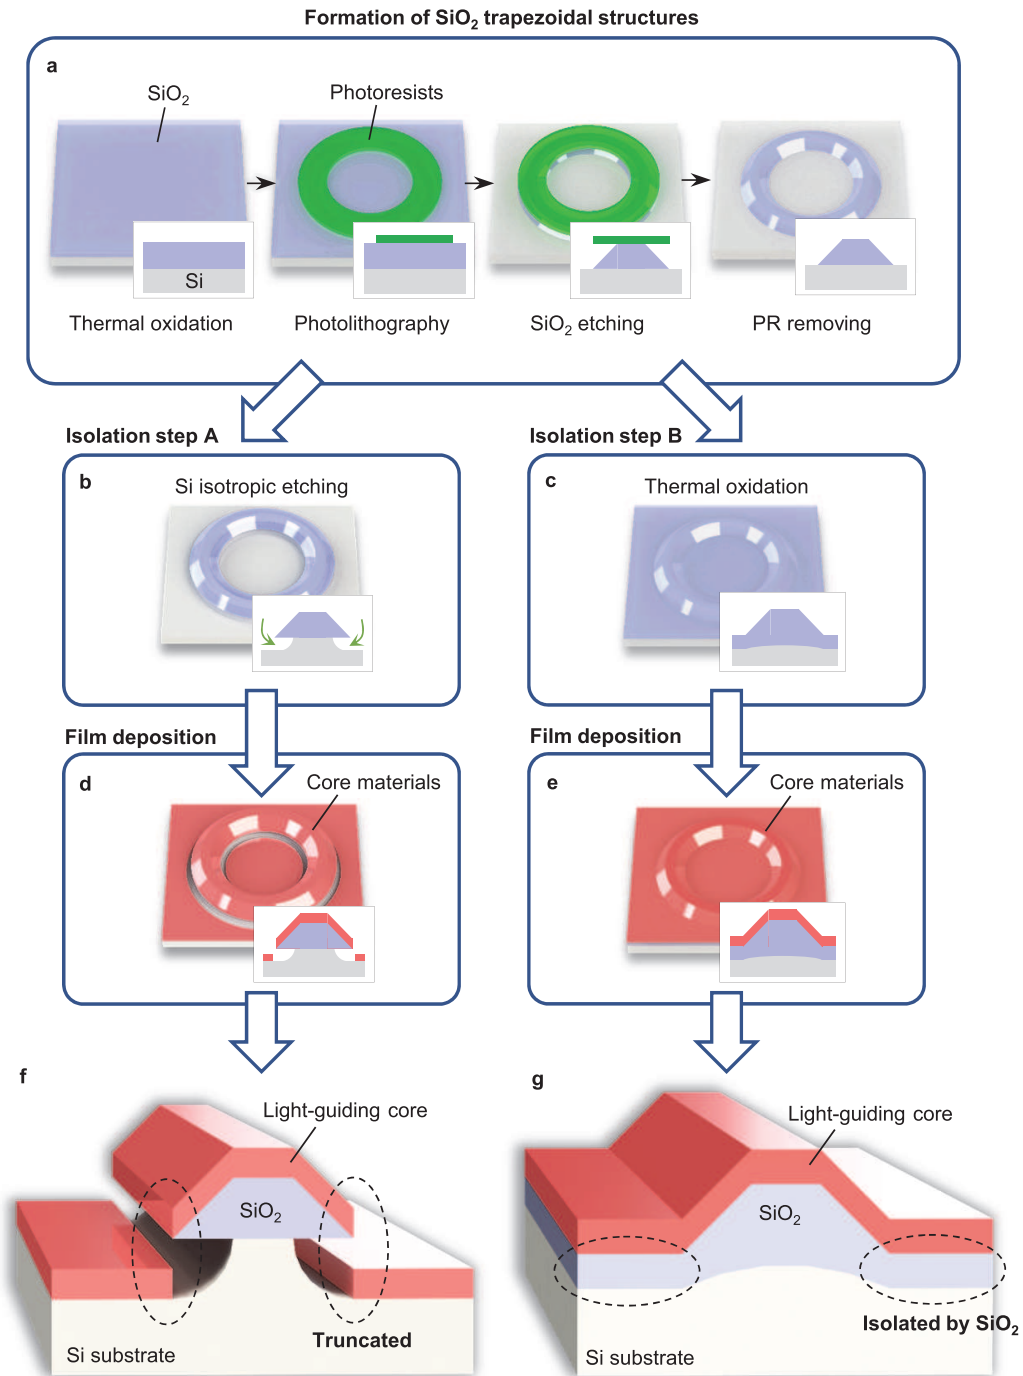 Formation of SiO₂ trapezoidal structures
a
SiO₂
Photoresists
Si
Thermal oxidation
Photolithography
SiO₂ etching
PR removing
Isolation step A
Isolation step B
b
Si isotropic etching
c
Thermal oxidation
Film deposition
Film deposition
d
Core materials
e
Core materials
f
Light-guiding core
SiO₂
Truncated
Si substrate
g
Light-guiding core
SiO₂
Isolated by SiO₂
Si substrate